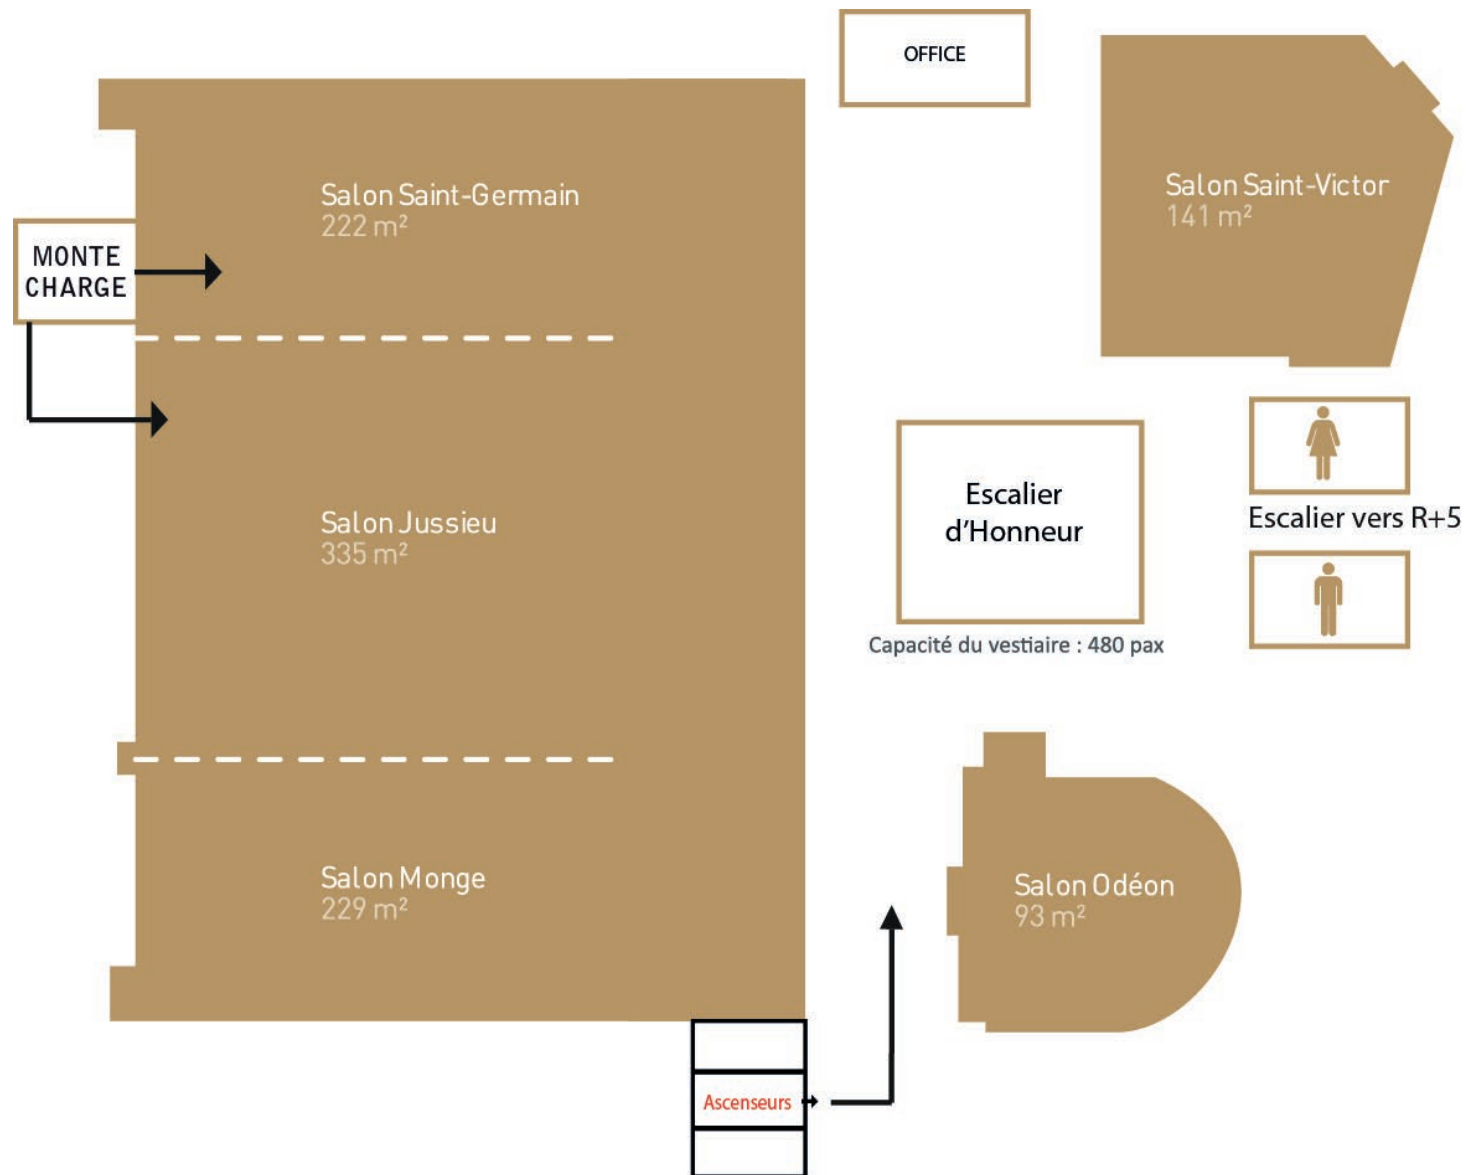 OFFICE
Salon Saint-Germain
222 m²
Salon Saint-Victor
141 m²
MONTE
CHARGE
Salon Jussieu
335 m²
Escalier
d'Honneur
Escalier vers R+5
Capacité du vestiaire : 480 pax
Salon Monge
229 m²
Salon Odéon
93 m²
Ascenseurs